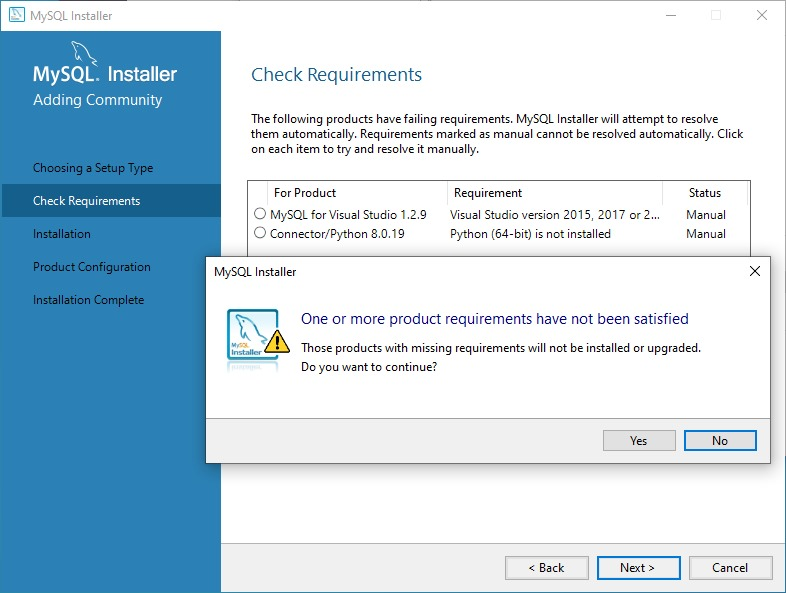 MySQL Installer
MySQL® Installer
Adding Community
Choosing a Setup Type
Check Requirements
Installation
Product Configuration
Installation Complete
Check Requirements
The following products have failing requirements. MySQL Installer will attempt to resolve
them automatically. Requirements marked as manual cannot be resolved automatically. Click
on each item to try and resolve it manually.
For Product Requirement Status
MySQL for Visual Studio 1.2.9 Visual Studio version 2015, 2017 or 2... Manual
Connector/Python 8.0.19 Python (64-bit) is not installed Manual
MySQL Installer
MySQL
Installer
One or more product requirements have not been satisfied
Those products with missing requirements will not be installed or upgraded.
Do you want to continue?
Yes No
< Back Next > Cancel